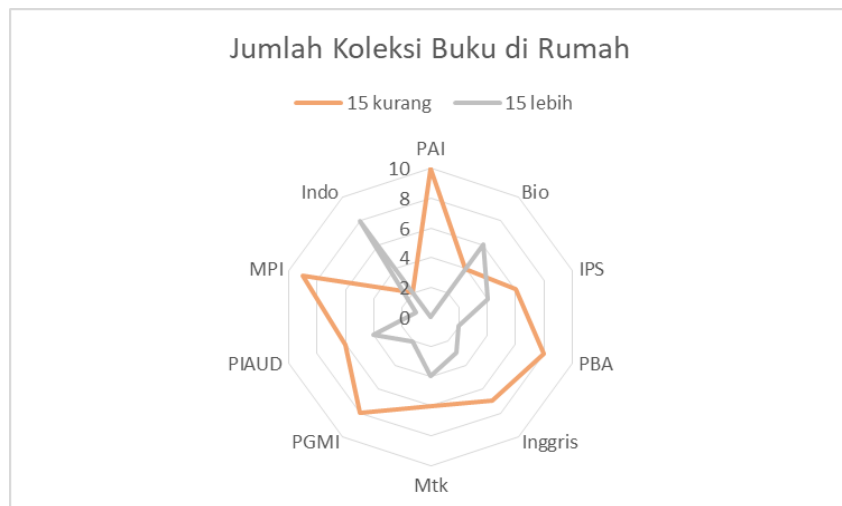 Jumlah Koleksi Buku di Rumah
15 kurang
15 lebih
PAI
Bio
IPS
PBA
Inggris
Mtk
PGMI
PIAUD
MPI
Indo
10
8
6
4
2
0